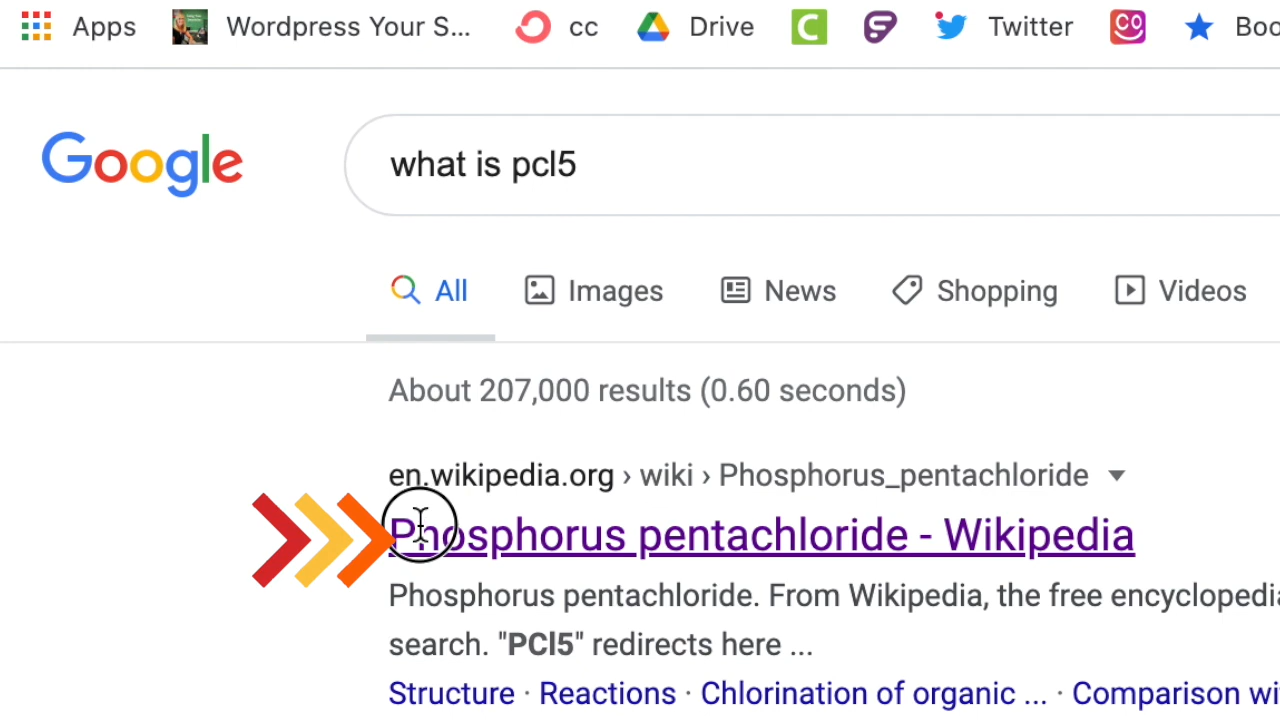 Apps Wordpress Your S... cc Drive Twitter CO Boo
Google what is pcl5
All Images News Shopping Videos
About 207,000 results (0.60 seconds)
en.wikipedia.org › wiki › Phosphorus_pentachloride
Phosphorus pentachloride - Wikipedia
Phosphorus pentachloride. From Wikipedia, the free encyclopedia
search. "PCl5" redirects here ...
Structure · Reactions · Chlorination of organic ... · Comparison wi